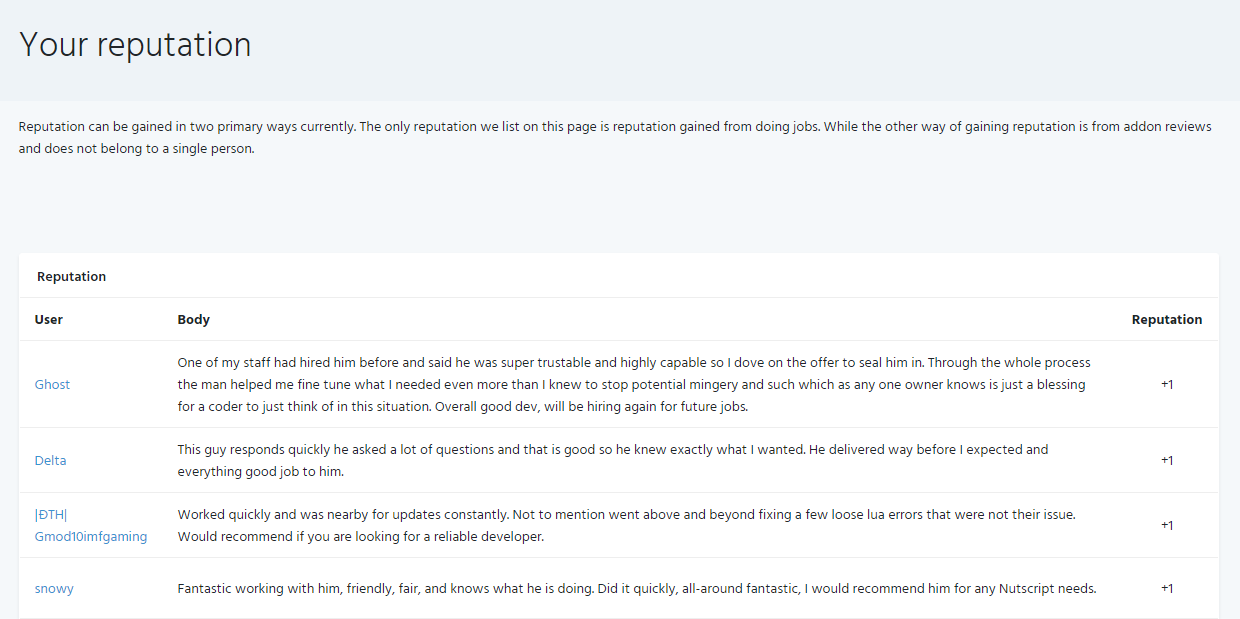 Your reputation
Reputation can be gained in two primary ways currently. The only reputation we list on this page is reputation gained from doing jobs. While the other way of gaining reputation is from addon reviews
and does not belong to a single person.
Reputation
User Body Reputation
Ghost
One of my staff had hired him before and said he was super trustable and highly capable so I dove on the offer to seal him in. Through the whole process
the man helped me fine tune what I needed even more than I knew to stop potential mingery and such which as any one owner knows is just a blessing
for a coder to just think of in this situation. Overall good dev, will be hiring again for future jobs.
+1
Delta
This guy responds quickly he asked a lot of questions and that is good so he knew exactly what I wanted. He delivered way before I expected and
everything good job to him.
+1
|ĐTH|
Gmod10imfgaming
Worked quickly and was nearby for updates constantly. Not to mention went above and beyond fixing a few loose lua errors that were not their issue.
Would recommend if you are looking for a reliable developer.
+1
snowy
Fantastic working with him, friendly, fair, and knows what he is doing. Did it quickly, all-around fantastic, I would recommend him for any Nutscript needs.
+1